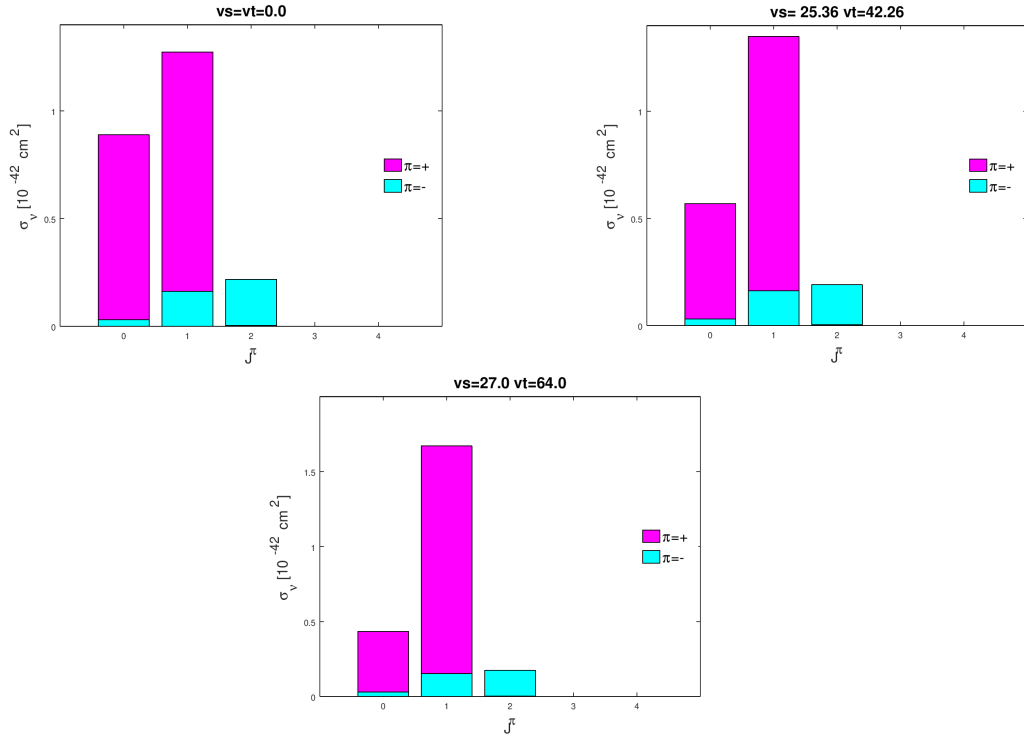 vs=vt=0.0
1
0.5
0
0 1 2 3 4
J^π
σ_ν [10^-42 cm^2]
π=+
π=-
vs= 25.36 vt=42.26
1
0.5
0
0 1 2 3 4
J^π
σ_ν [10^-42 cm^2]
π=+
π=-
vs=27.0 vt=64.0
1.5
1
0.5
0
0 1 2 3 4
J^π
σ_ν [10^-42 cm^2]
π=+
π=-